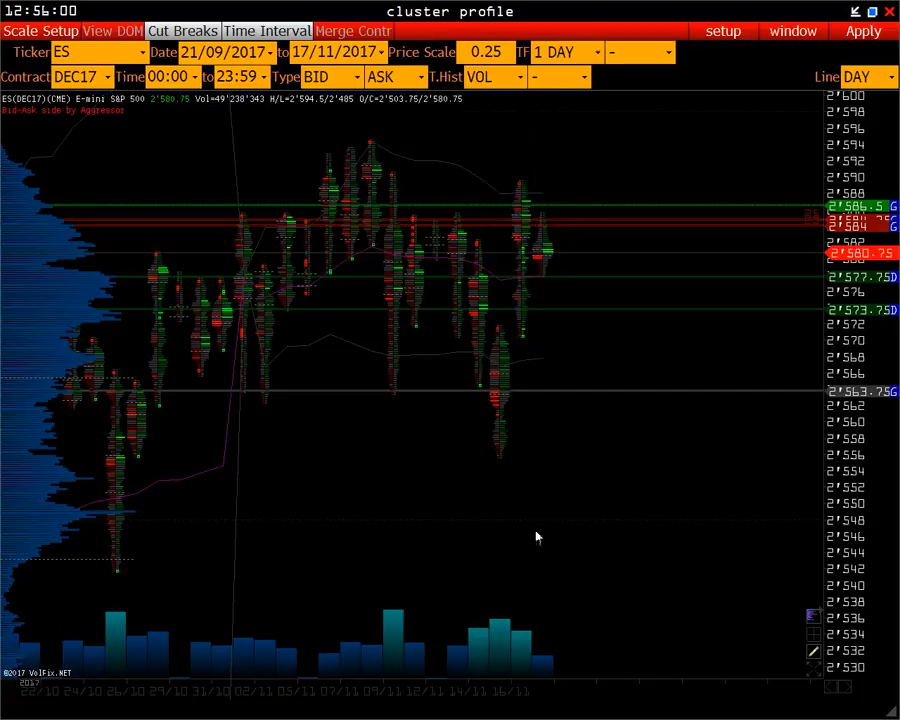 12:56:00 cluster profile
Scale Setup View DOM Cut Breaks Time Interval Merge Contr setup window Apply
Ticker ES Date 21/09/2017 to 17/11/2017 Price Scale 0.25 TF 1 DAY -
Contract DEC17 Time 00:00 to 23:59 Type BID ASK T.Hist VOL - Line DAY
ES(DEC17)(CME) E-mini S&P 500 2'580.75 Vol=49'238'343 H/L=2'594.5/2'485 O/C=2'503.75/2'580.75
Bid-Ask side by Aggressor
2'600
2'598
2'596
2'594
2'592
2'590
2'588
2'586.5 G
2'584 G
2'582
2'580.75
2'577.75 D
2'576
2'573.75 D
2'572
2'570
2'568
2'566
2'563.75 G
2'562
2'560
2'558
2'556
2'554
2'552
2'550
2'548
2'546
2'544
2'542
2'540
2'538
2'536
2'534
2'532
2'530
©2017 VolFix.NET
2017
22/10 24/10 26/10 29/10 31/10 02/11 05/11 07/11 09/11 12/11 14/11 16/11